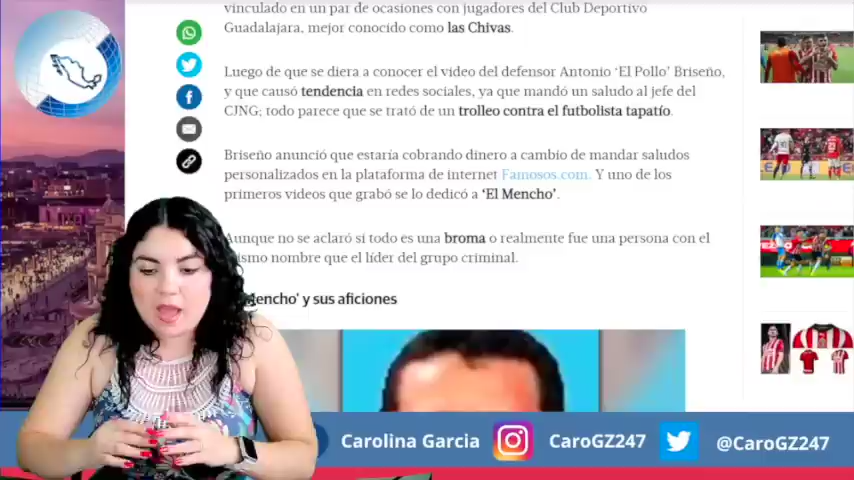 vinculado en un par de ocasiones con jugadores del Club Deportivo
Guadalajara, mejor conocido como las Chivas.
Luego de que se diera a conocer el video del defensor Antonio ‘El Pollo’ Briseño,
y que causó tendencia en redes sociales, ya que mandó un saludo al jefe del
CJNG; todo parece que se trató de un trolleo contra el futbolista tapatío.
Briseño anunció que estaría cobrando dinero a cambio de mandar saludos
personalizados en la plataforma de internet Famosos.com. Y uno de los
primeros videos que grabó se lo dedicó a ‘El Mencho’.
Aunque no se aclaró si todo es una broma o realmente fue una persona con el
mismo nombre que el líder del grupo criminal.
Mencho' y sus aficiones
Carolina Garcia
CaroGZ247
@CaroGZ247